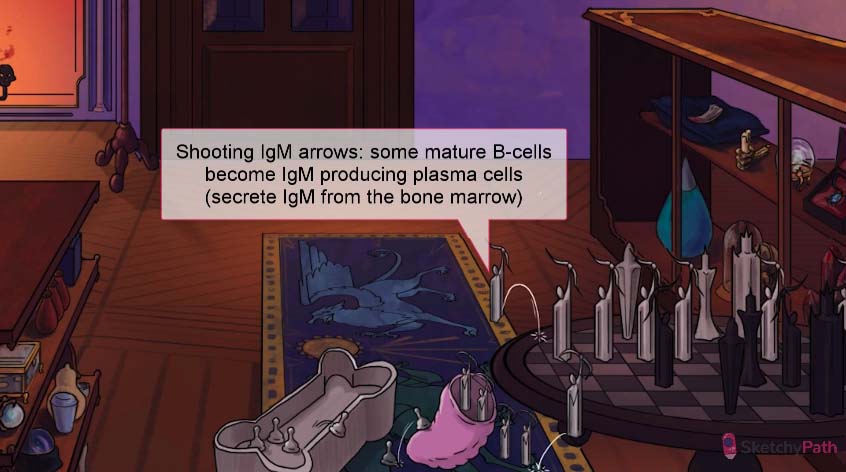 Shooting IgM arrows: some mature B-cells
become IgM producing plasma cells
(secrete IgM from the bone marrow)
SketchyPath